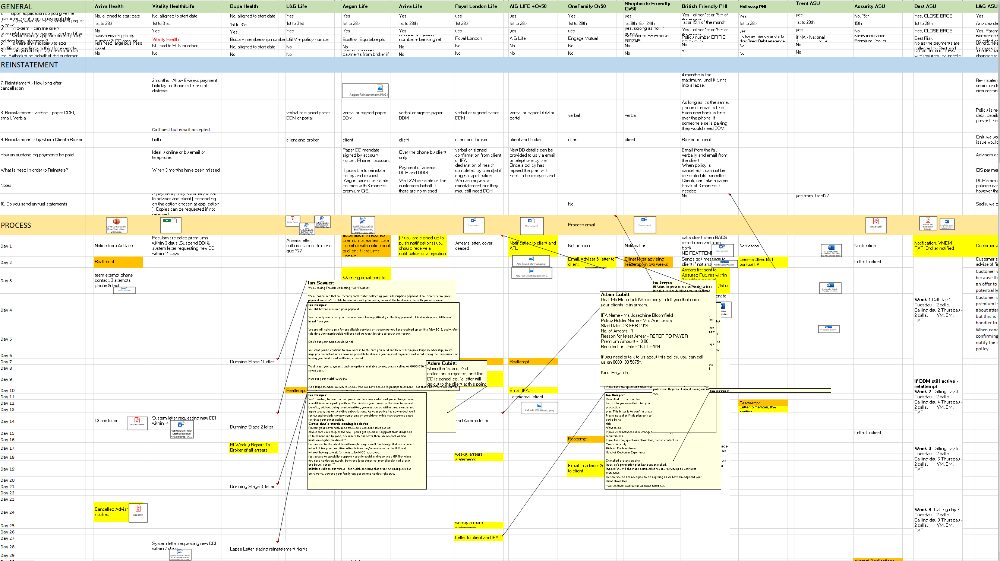 GENERAL
Aviva Health
Vitality Health/Life
Bupa Health
L&G Life
Aegon Life
Aviva Life
Royal London Life
AIG LIFE +Ov50
OneFamily Ov50
Shepherds Friendly
Ov50
British Friendly PHI
Holloway PHI
Trent ASU
Assurity ASU
Best ASU
L&G ASU
1. Upon application do you give the
customer the choice of payment date
No, aligned to start date
No, aligned to start date
No, aligned to start date
Yes
Yes
Yes
yes
yes
Yes
yes
Yes - either 1st or 15th of
Yes
yes
No, 15th
Yes, CLOSE BROS
Yes
2. If yes, what are the parameters (eg 1st
to 28th)
1st to 28th
1st to 31st
1st to 31st
1st to 31st
1st to 28th
1st to 28th
1st to 28th
1st to 28th
1st to 28th
1st 8th 16th 24th
1st or 15th of the month
1st to 28th
1st to 28th
15th
1st to 28th
Any day de
3. Mid-term – can the client
change/choose the payment date (and if us
No
Yes
Yes
Yes
Yes
Yes
yes
yes
Yes
yes, solong as not in
arrears
Yes - either 1st or 15th of
yes
yes
No
Yes, CLOSE BROS
Yes. Param
4. What 'exactly' appears on the policy
holders bank statement?
'Aviva Health (policy
number & DD amount
Vitality Health
Bupa + membership numbe
LGIM + policy number
Scottish Equitable plc
number + banking ref
Royal London
AIG Life
Engage Mutual
Shepherds FS Product
R012345
Policy number BRITISH
Holloway Friendly and a 15
digit Direct Debit reference
if NA - National
MMS Insurance
Premium (policy
Best Risk
Reference n
collected an
5. Is there any flexibility to add
additional wordings to this (for example
No (need large business
case)
N0, tied to SUN number
No, aligned to start date
No
No
No
No
No
No
No
No
No
No
No as the payments are
collected by Best and
Unfortunate
for mass pr
6. Can you accept payments from us
the IFA/broker on behalf of the customer
No
No
No
No
payments from broker if
No
No
No
No
No
?
No
No
No, as per our TOBA
with insurers, payments
The IFA can
changes rec
REINSTATEMENT
7. Reintstament - How long after
cancellation
2months , Allow 6 weeks payment
holiday for those in financial
distress
Aegon Reinstatement.PNG
4 months is the
maximum, until it turns
into a lapse.
Re-instatem
senior unde
circumstanc
8. Reinstatement Method - paper DDM,
email, Verbla
Call best but email accepted
verbal or signed paper
DDM or portal
verbal or signed paper
DDM
verbal or signed paper
DDM
verbal or signed paper
DDM
verbal or paper DDM or
portal
verbal
verbal
As long as it's the same,
phone or email is fine.
Even new bank is fine
over the phone. If
someone else is paying
they would need DDM.
Policy is re-
debit details
prevent the
9. Reinstatement - by whom Client +Broker
both
client and broker
client
client
client and broker
client and broker
client
client
Broker or client
Only we wo
issue would
How an oustanding payments be paid
Ideally online or by email or
telephone.
Paper DD mandate
signed by account
holder. Phone – account
Over the phone by client
only
verbal or signed
confirmation from client
or IFA
New DD details can be
provided to us via email
or telephone by the
Email from the fa ,
verbally and email from
the client
Advisors ca
What is need in order to Reinstate?
When 3 months have been missed
If possible to reinstate
policy and request
Payment of arrears,
DOH and DDM
declaration of health
completed by client(s) if
original application
Once a policy has
lapsed the plan will
need to be rekeyed and
When policy is
cancelled it can not be
reinstated its cancelled.
O/S paymer
Notes
Aegon cannot reinstate
policies with 6 months
premium O/S,
We CAN reinstate on the
customers behalf if
there are no missed
We can request a
reinstatement but they
may still need DOH
Clients can take a career
break of 3 months if
needed
DOH's are c
policies can
however the
10. Do you send annual statements
A payment/policy summary is sent
to adviser and client ( depending
on the option chosen at application
). Copies can be requested if not
received
No
No.
yes from Trent??
Sadly, we d
PROCESS
Aviva Cancellations
Flow Chart - May
2019.pptx
\\affs01\data01\
Staff\Everyone\
COMMERCIAL Dev
Document
Document
Process email
Document
arrears.pdf
Arrears DD
cancellation
Process
Day 1
Notice from Addacs
Resubmit rejected premiums
within 3 days ,Suspend DDI &
system letter requesting new DDI
within 14 days
Arrears letter,
call.us+paperddm+che
que ???
automatically recollect
premium at earliest date
possible with notice sent
to client if it returns
unpaid
(if you are signed up to
push notifications) you
should receive a
notification of a rejection
Arrears letter, cover
ceased
Notification to client and
AFL
Notification
Notification
calls client when BACS
report received from
bank -
NO REATTEM
Document
Notification
Notification
Notification, VMEM
TXT, Broker notified
Customer w
Day 2
Reattempt
AIG Cust DD Fail.png
Email Adviser & letter to
client
Clinet letter advising
reattempt in two weeks
Sends text message to
client if not ans
Letter to Client. BDT
contact IFA
Letter to client
Customer s
advise of fir
Day 3
team attempt phone
contact, 3 attempts
phone & text
Warning email sent to
AIG - AFL Notification.PNG
Arrears list sent to
Assured Futures within
(1st or
Example Debit
Failure Letter
Customer w
because th
an offer to
potentially
Ian Sawyer:
We're having Trouble collecting Your Payment
We're concerned that we recently had trouble collecting your subscription payment. If we don't receive your
payment we won't be able to continue with your cover, so we'd like to discuss this with you as soon as
Ian Sawyer:
We still haven't received your payment
We recently contacted you to say we were having difficulty collecting payment. Unfortunately, we still haven't
heard from you.
We are still able to pay for any eligible services or treatments you have received up to 14th May 2019, sadly, after
this date your membership will end and we won't be able to cover your costs.
Don't put your membership at risk
We want you to continue to have access to the care you need and benefit from your Bupa membership, so we
urge you to contact us as soon as possible to discuss your missed payments and avoid losing the reassurance of
having your health and wellbeing covered.
To discuss your payments and the options available to you, please call us on 0800 096
seven days.
Here for your health everyday
As a Bupa member, we aim to ensure that you have access to prompt treatment – but that's not where our service
Ian Sawyer:
Hi Adam, its great to see intermediaries look
into this level of detail an area that insurers
Adam Cubitt:
Dear Ms BloomfieldWe're sorry to tell you that one of
your clients is in arrears.
IFA Name - Ms Josephine Bloomfield
Policy Holder Name - Mrs Ann Lewis
Start Date - 26-FEB-2019
No. of Arrears - 1
Reason for latest Arrear - REFER TO PAYER
Premium Amount - 10.00
Recollection Date - 11-JUL-2019
If you need to talk to us about this policy, you can call
us on 0808 100 5075*.
Kind Regards,
Day 4
Week 1 Call day 1
Tuesday - 2 calls,
Calling day 2 Thursday -
2 calls, VM, EM,
TXT
Customer c
premium is
about atter
but this is r
handler to
Day 5
When canc
confirming
notify the i
policy.
Day 6
Day 7
Dunning Stage 1 Letter
Reattempt
Day 8
Adam Cubitt:
when the 1st and 2nd
collection is rejected, and the
DD is cancelled, (a letter will
go out to the client at this point
Day 9
If DDM still active -
retattempt
Day 10
Reattempt
Email IFA,
If you have any questions about thi
policies as they can. Current saving run ra
15%
Ian Sawyer:
Week 2 Calling day 3
Tuesday - 2 calls,
Calling day 4 Thursday -
2 calls, VM, EM,
TXT
Day 11
Letter/email client
Day 12
Reattaempt
Day 13
Letter to member, IFA
notified
AIG AFL DD Missed.png
Ian Sawyer:
We're writing to confirm that your cover has now ended and you no longer have
a health insurance policy with us. To reinstate your cover on the same terms and
benefits, without being re-underwritten, you must do so within three months and
agree to pay any outstanding subscriptions. As your policy has now ended, we'll
review and exclude any new symptoms or conditions which have occurred since
the date your cover ended.
Cover that's worth coming back for
Restart your cover with us to make sure you don't miss out on:
cancer care each step of the way - you'll get specialist support from diagnosis
to treatment and beyond, because with our cover there are no cost or time
limits on eligible treatment**
fast access to the latest breakthrough drugs - we'll fund drugs that are licensed
in the UK for your condition often before they're available on the NHS and
without having to wait for them to be NICE approved
fast access to specialist support - usually avoid having to see a GP first when
you need advice on muscle, bone and joint concerns, mental health and breast
and bowel cancer***
unlimited calls to our nurses - for health concerns that aren't an emergency but
are a worry, you and your family can get trusted advice right away
Ian Sawyer:
Cancelled protection plan
I wrote to you recently to tell you t
protection
plan. This letter is to confirm that,
Please note that if this plan acts as
could be at
risk.
What to do
If your circumstances have changed
requirements.
If you have any questions about this, please contact us.
Yours sincerely
Richard Basham-Jones
Head of Customer Experience
Cancelled protection plan
Issue: xx's protection plan has been cancelled.
Impact: We will show any commission we are reclaiming on your next
statement.
Action: We do not need you to do anything as we have already told your
client about this.
Your contact: Contact us on 0345 6094 500
Day 14
Chase letter
14 day chaser
System letter requesting new DDI
within 14
\\affs01\DATA01\
Staff\Everyone\
COMMERCIAL Dev
Dunning Stage 2 letter
2nd Arreras letter
Day 15
Letter to client
Day 16
Reattempt
Day 17
BI Weekly Report To
Broker of all arrears
Week 3 Calling day 5
Tuesday - 2 calls,
Calling day 6 Thursday -
2 calls, VM, EM,
TXT
Day 18
weekly arrears
statements
Day 19
Email to adviser &
to client
Day 20
Day 21
Dunning Stage 3 letter
Day 22
Day 23
Day 24
Cancelled Advisr
notified
canc letter
Week 4 Calling day 7
Tuesday - 2 calls,
Calling day 8 Thursday -
2 calls, VM, EM,
TXT
Day 25
weekly arrears
statements
Day 26
Day 27
Letter to client and IFA
Day 28
System letter requesting new DDI
within 7 days
Lapse Letter stating reinstatement rights
Day 29